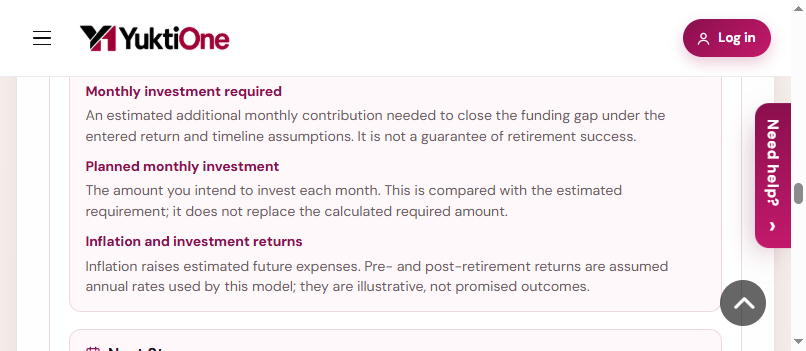 YuktiOne
Log in
Monthly investment required
An estimated additional monthly contribution needed to close the funding gap under the
entered return and timeline assumptions. It is not a guarantee of retirement success.
Planned monthly investment
The amount you intend to invest each month. This is compared with the estimated
requirement; it does not replace the calculated required amount.
Inflation and investment returns
Inflation raises estimated future expenses. Pre- and post-retirement returns are assumed
annual rates used by this model; they are illustrative, not promised outcomes.
Need help?